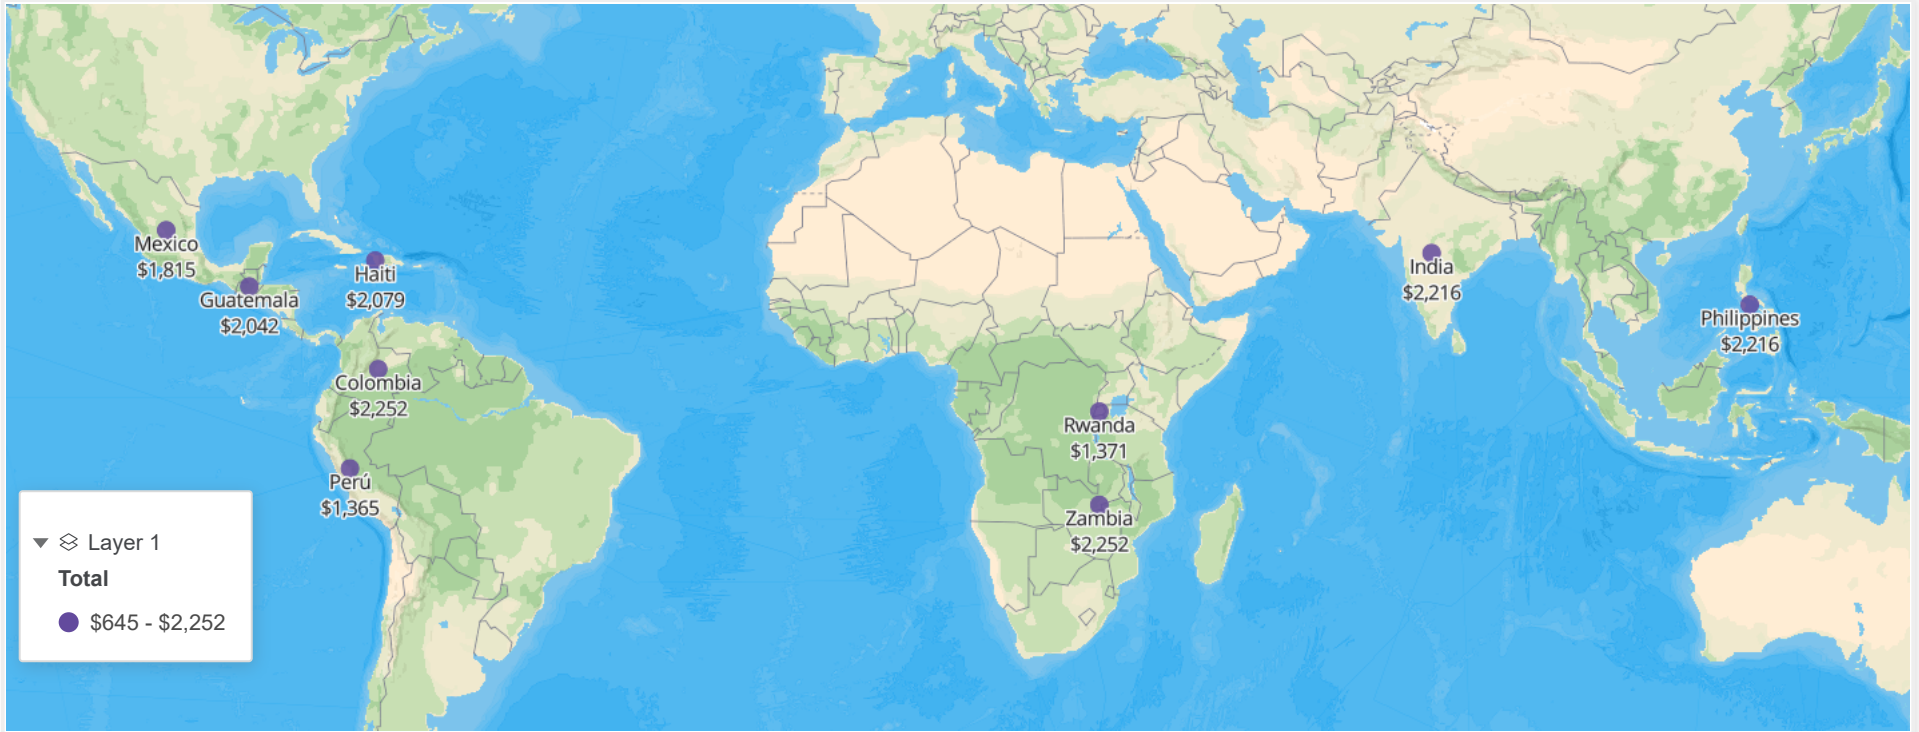 Mexico
$1,815
Guatemala
$2,042
Haiti
$2,079
Colombia
$2,252
Perú
$1,365
Rwanda
$1,371
Zambia
$2,252
India
$2,216
Philippines
$2,216
Layer 1
Total
$645 - $2,252